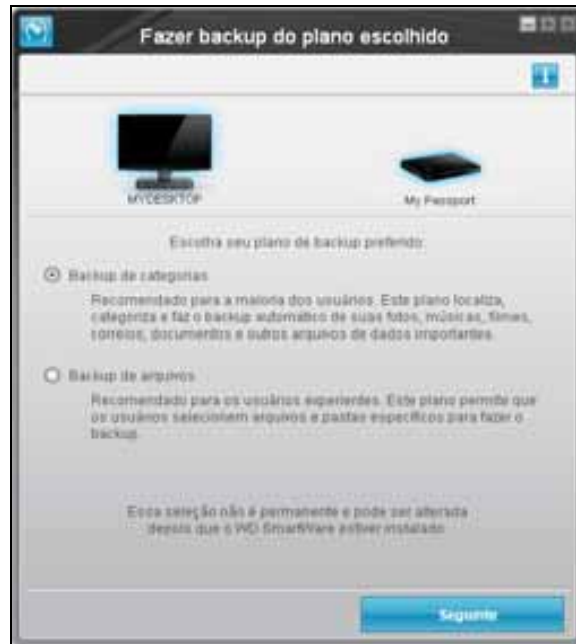 Fazer backup do plano escolhido
MYDESKTOP
My Passport
Escolha seu plano de backup preferido:
Backup de categorias
Recomendado para a maioria dos usuários. Este plano localiza,
categoriza e faz o backup automático de suas fotos, músicas, filmes,
correios, documentos e outros arquivos de dados importantes.
Backup de arquivos
Recomendado para os usuários experientes. Este plano permite que
os usuários selecionem arquivos e pastas específicos para fazer o
backup.
Essa seleção não é permanente e pode ser alterada
depois que o WD SmartWare estiver instalado
Seguinte